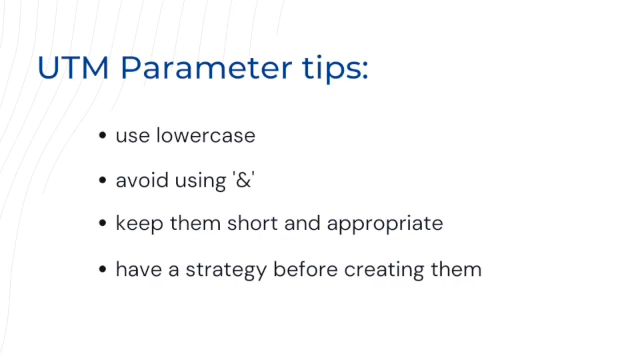 UTM Parameter tips:
• use lowercase
• avoid using '&'
• keep them short and appropriate
• have a strategy before creating them